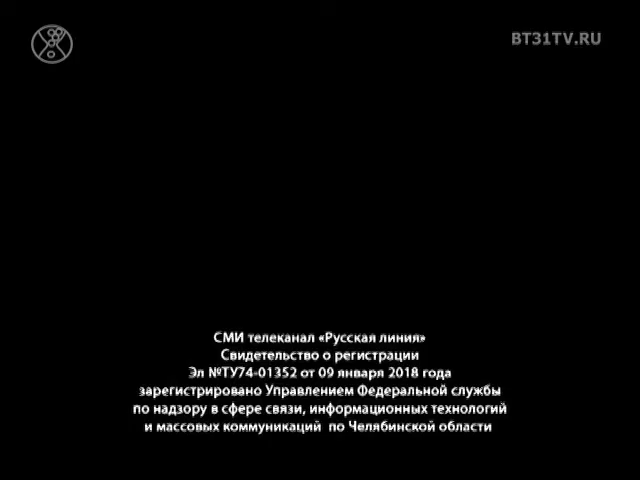 BT31TV.RU
СМИ телеканал «Русская линия»
Свидетельство о регистрации
Эл №ТУ74-01352 от 09 января 2018 года
зарегистрировано Управлением Федеральной службы
по надзору в сфере связи, информационных технологий
и массовых коммуникаций по Челябинской области